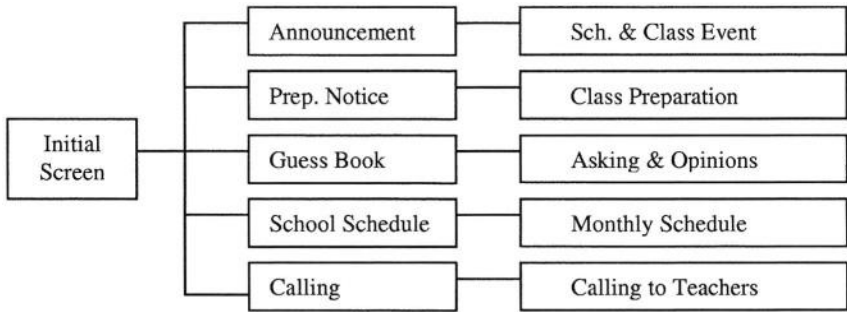 Announcement
Sch. & Class Event
Prep. Notice
Class Preparation
Initial
Screen
Guess Book
Asking & Opinions
School Schedule
Monthly Schedule
Calling
Calling to Teachers